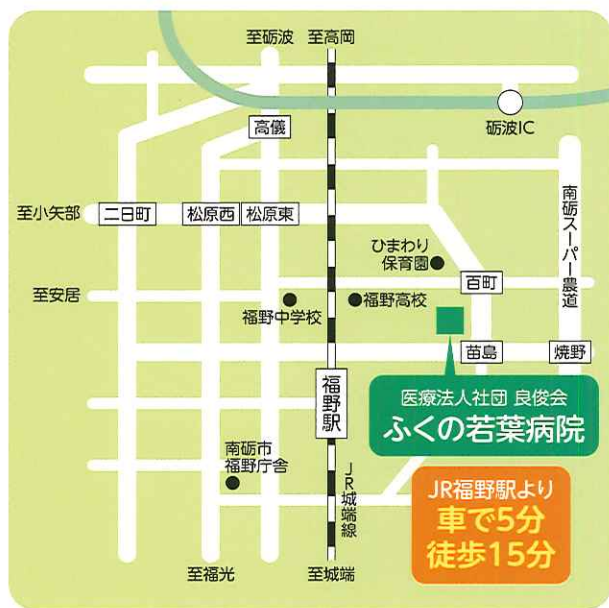 至砺波
至高岡
砺波IC
高儀
至小矢部
二日町
松原西
松原東
南砺スーパー農道
ひまわり
保育園
百町
至安居
福野中学校
福野高校
苗島
焼野
福野駅
医療法人社団 良俊会
ふくの若葉病院
南砺市
福野庁舎
JR城端線
JR福野駅より
車で5分
徒歩15分
至福光
至城端